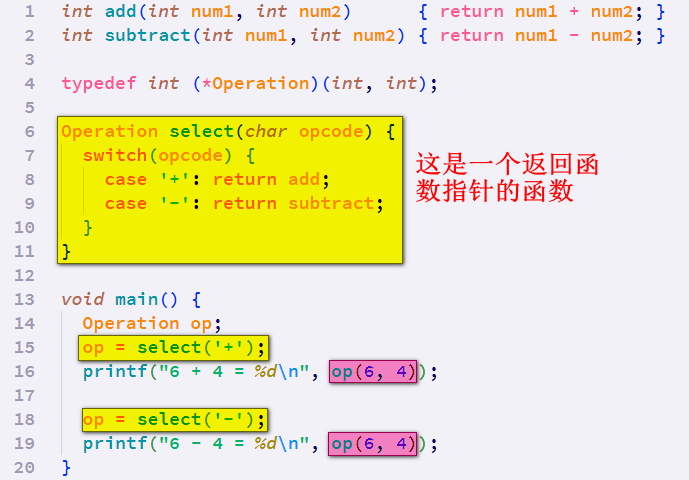 1 int add(int num1, int num2) { return num1 + num2; }
2 int subtract(int num1, int num2) { return num1 - num2; }
3
4 typedef int (*Operation)(int, int);
5
6 Operation select(char opcode) {
7 switch(opcode) {
8 case '+': return add;
9 case '-': return subtract;
10 }
11 }
这是一个返回函
数指针的函数
12
13 void main() {
14 Operation op;
15 op = select('+');
16 printf("6 + 4 = %d\n", op(6, 4));
17
18 op = select('-');
19 printf("6 - 4 = %d\n", op(6, 4));
20 }